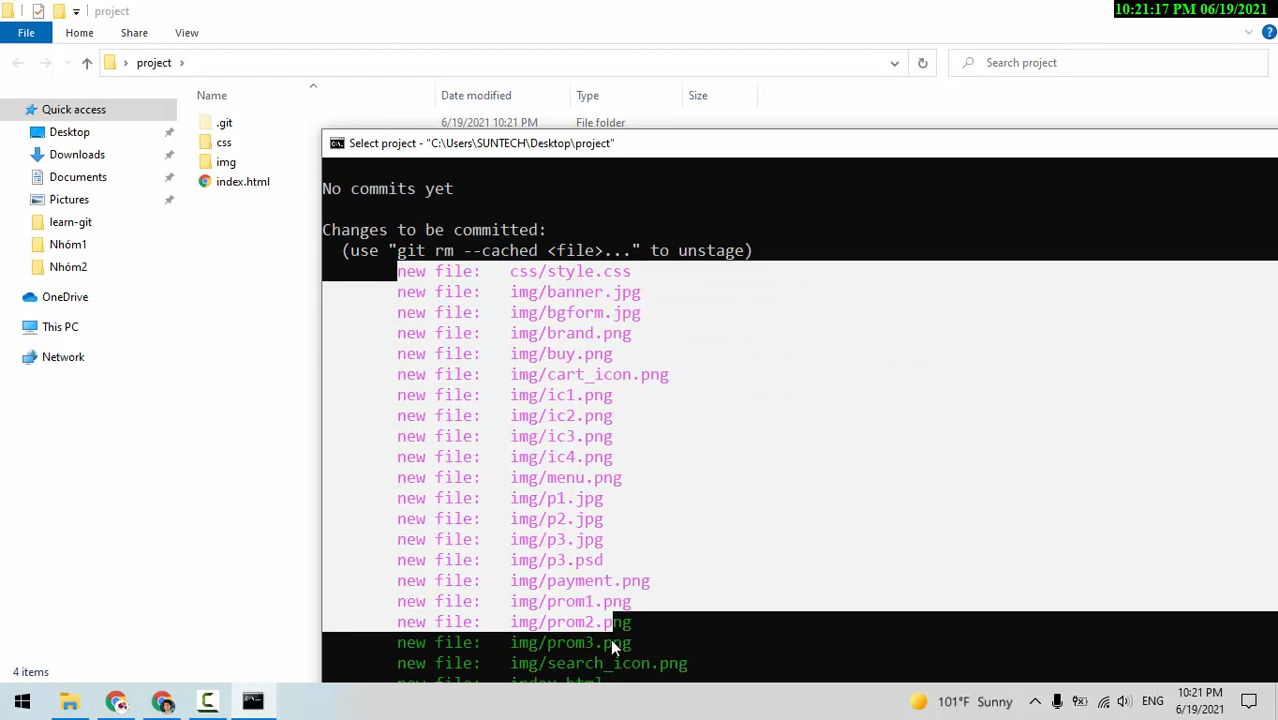 project
10:21:17 PM 06/19/2021
File
Home
Share
View
project
Search project
Name
Date modified
Type
Size
Quick access
Desktop
Downloads
Documents
Pictures
learn-git
Nhóm1
Nhóm2
OneDrive
This PC
Network
.git
6/19/2021 10:21 PM
File folder
css
img
index.html
Select project - "C:\Users\SUNTECH\Desktop\project"
No commits yet
Changes to be committed:
(use "git rm --cached <file>..." to unstage)
new file: css/style.css
new file: img/banner.jpg
new file: img/bgform.jpg
new file: img/brand.png
new file: img/buy.png
new file: img/cart_icon.png
new file: img/ic1.png
new file: img/ic2.png
new file: img/ic3.png
new file: img/ic4.png
new file: img/menu.png
new file: img/p1.jpg
new file: img/p2.jpg
new file: img/p3.jpg
new file: img/p3.psd
new file: img/payment.png
new file: img/prom1.png
new file: img/prom2.png
new file: img/prom3.png
new file: img/search_icon.png
new file: index.html
4 items
101°F Sunny
ENG
10:21 PM
6/19/2021